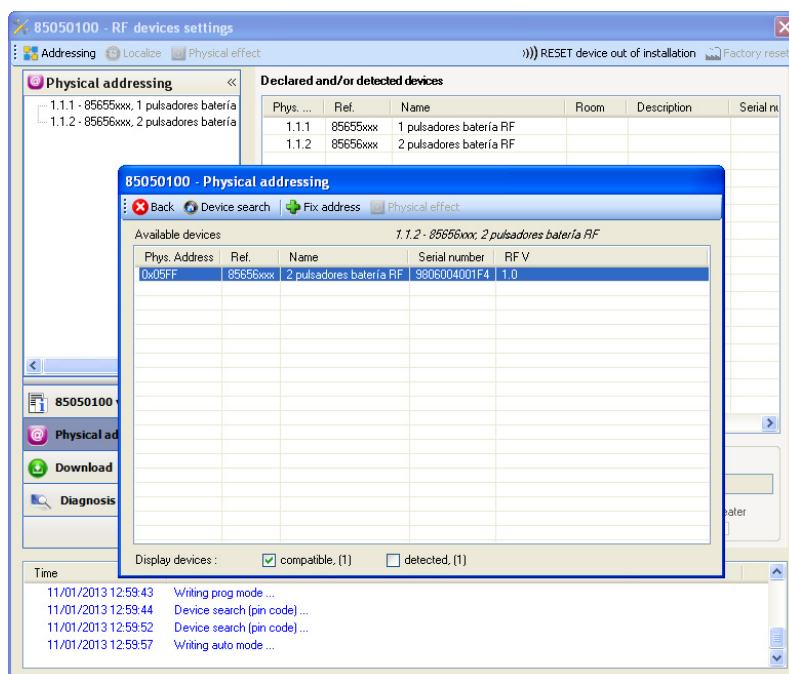 85050100 - RF devices settings
Addressing Localize Physical effect ))) RESET device out of installation Factory reset
Physical addressing «
1.1.1 - 85655xxx, 1 pulsadores batería
1.1.2 - 85656xxx, 2 pulsadores batería
Declared and/or detected devices
Phys. ... Ref. Name Room Description Serial nu
1.1.1 85655xxx 1 pulsadores batería RF
1.1.2 85656xxx 2 pulsadores batería RF
85050100 - Physical addressing
Back Device search Fix address Physical effect
Available devices 1.1.2 - 85656xxx, 2 pulsadores batería RF
Phys. Address Ref. Name Serial number RF V
0x05FF 85656xxx 2 pulsadores batería RF 9806004001F4 1.0
Display devices : compatible, (1) detected, (1)
85050100
Physical ad
Download
Diagnosis
eater
Time
11/01/2013 12:59:43 Writing prog mode ...
11/01/2013 12:59:44 Device search (pin code) ...
11/01/2013 12:59:52 Device search (pin code) ...
11/01/2013 12:59:57 Writing auto mode ...